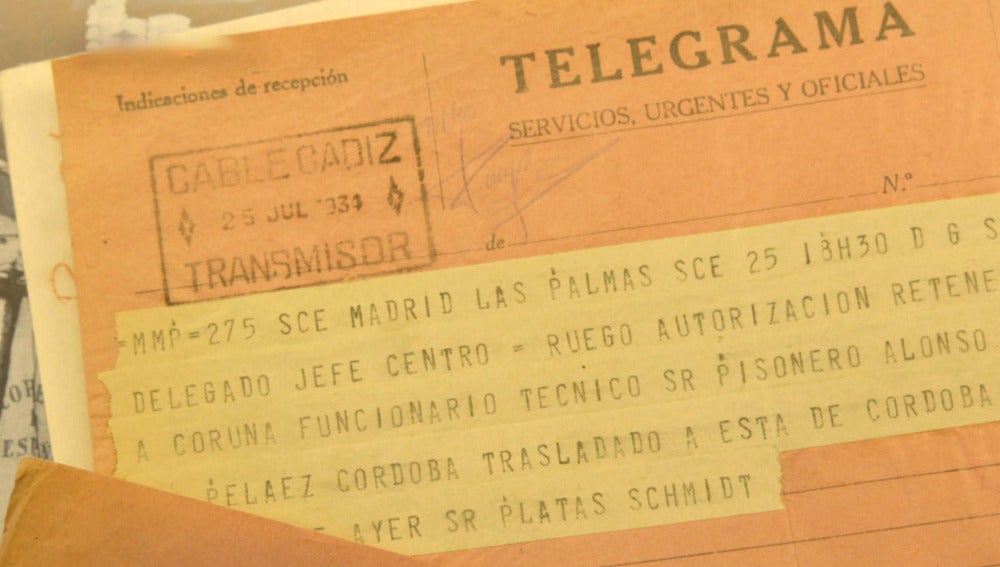 Indicaciones de recepción
TELEGRAMA
SERVICIOS, URGENTES Y OFICIALES
CABLE CADIZ
25 JUL 1934
TRANSMISOR
de
N.º
=MMP=275 SCE MADRID LAS PALMAS SCE 25 18H30 D G S
DELEGADO JEFE CENTRO = RUEGO AUTORIZACION RETENE
A CORUNA FUNCIONARIO TECNICO SR PISONERO ALONSO
PELAEZ CORDOBA TRASLADADO A ESTA DE CORDOBA
AYER SR PLATAS SCHMIDT